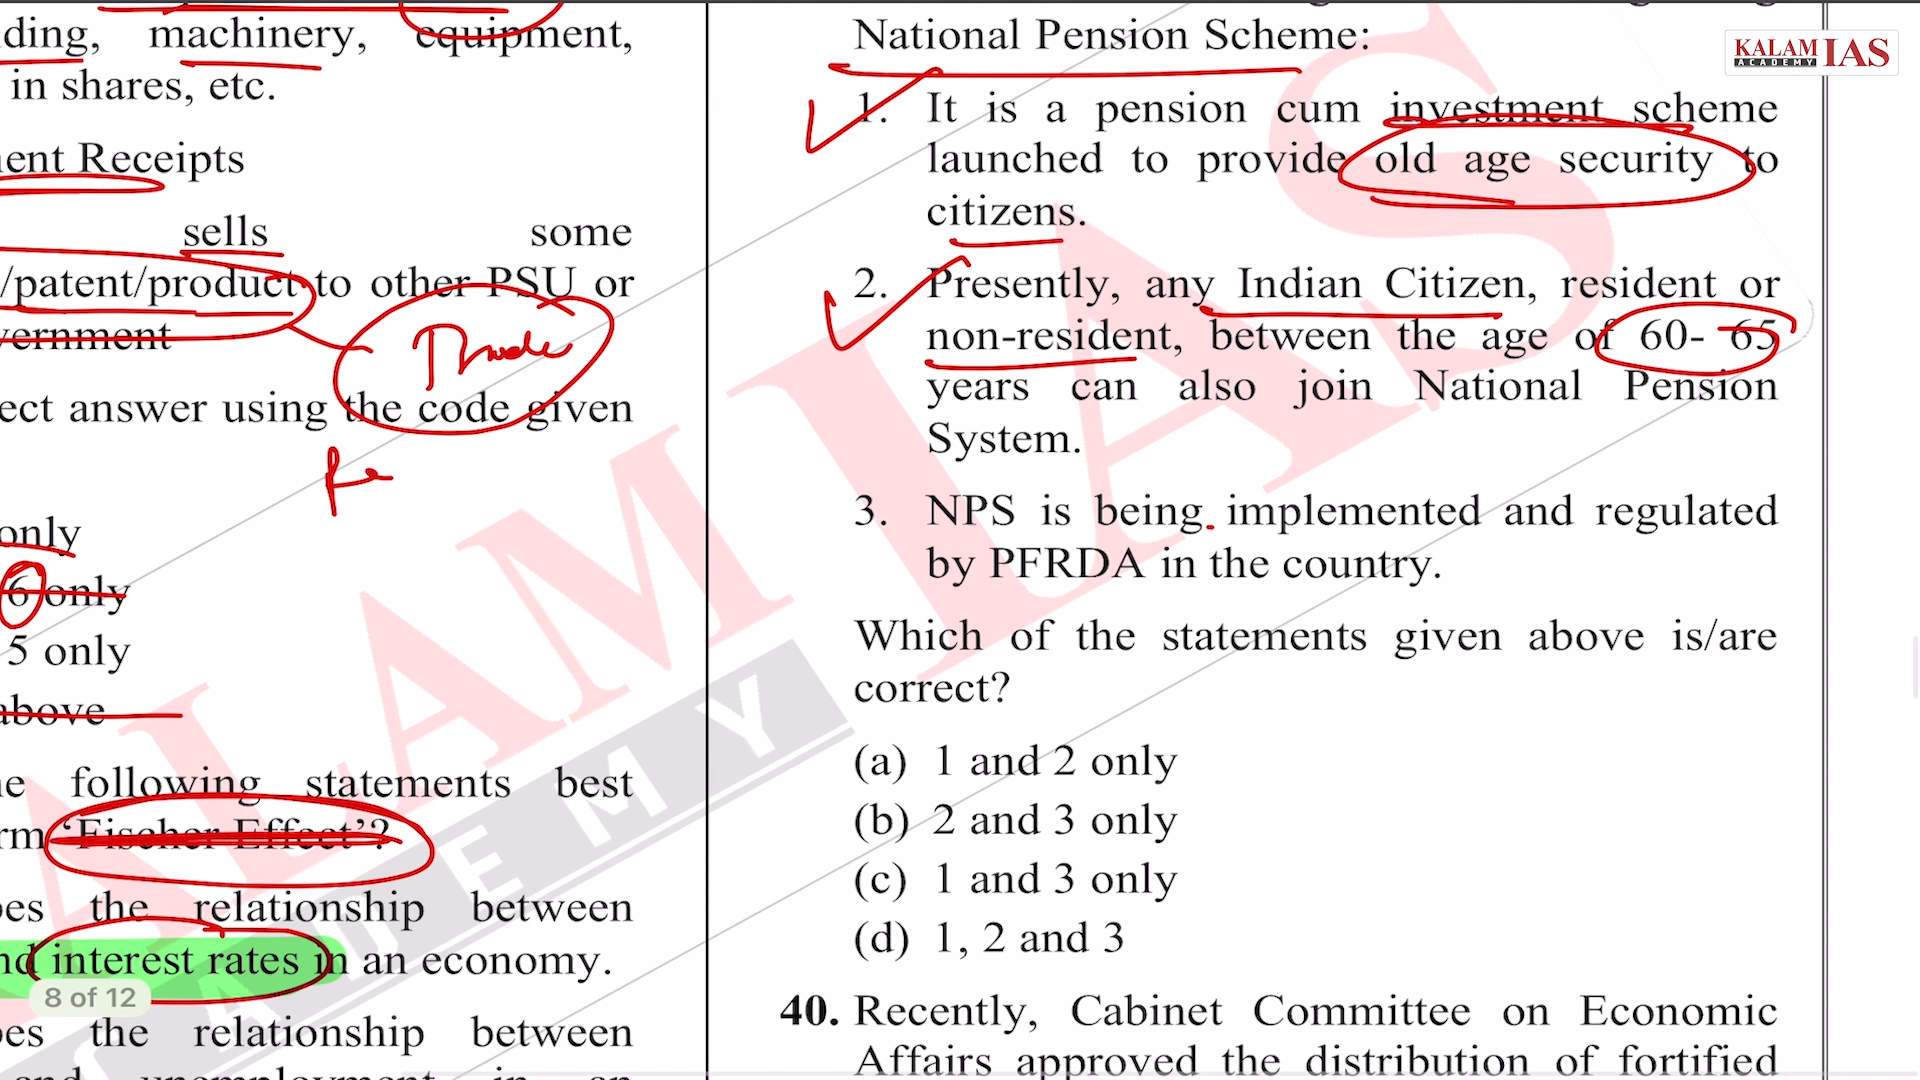 ding, machinery, equipment,
in shares, etc.
ent Receipts
sells some
/patent/product to other PSU or
vernment
ect answer using the code given
only
6 only
5 only
above
e following statements best
rm ‘Fischer Effect’?
es the relationship between
nd interest rates in an economy.
8 of 12
es the relationship between
National Pension Scheme:
1. It is a pension cum investment scheme
launched to provide old age security to
citizens.
2. Presently, any Indian Citizen, resident or
non-resident, between the age of 60- 65
years can also join National Pension
System.
3. NPS is being implemented and regulated
by PFRDA in the country.
Which of the statements given above is/are
correct?
(a) 1 and 2 only
(b) 2 and 3 only
(c) 1 and 3 only
(d) 1, 2 and 3
40. Recently, Cabinet Committee on Economic
Affairs approved the distribution of fortified
KALAM IAS
ACADEMY